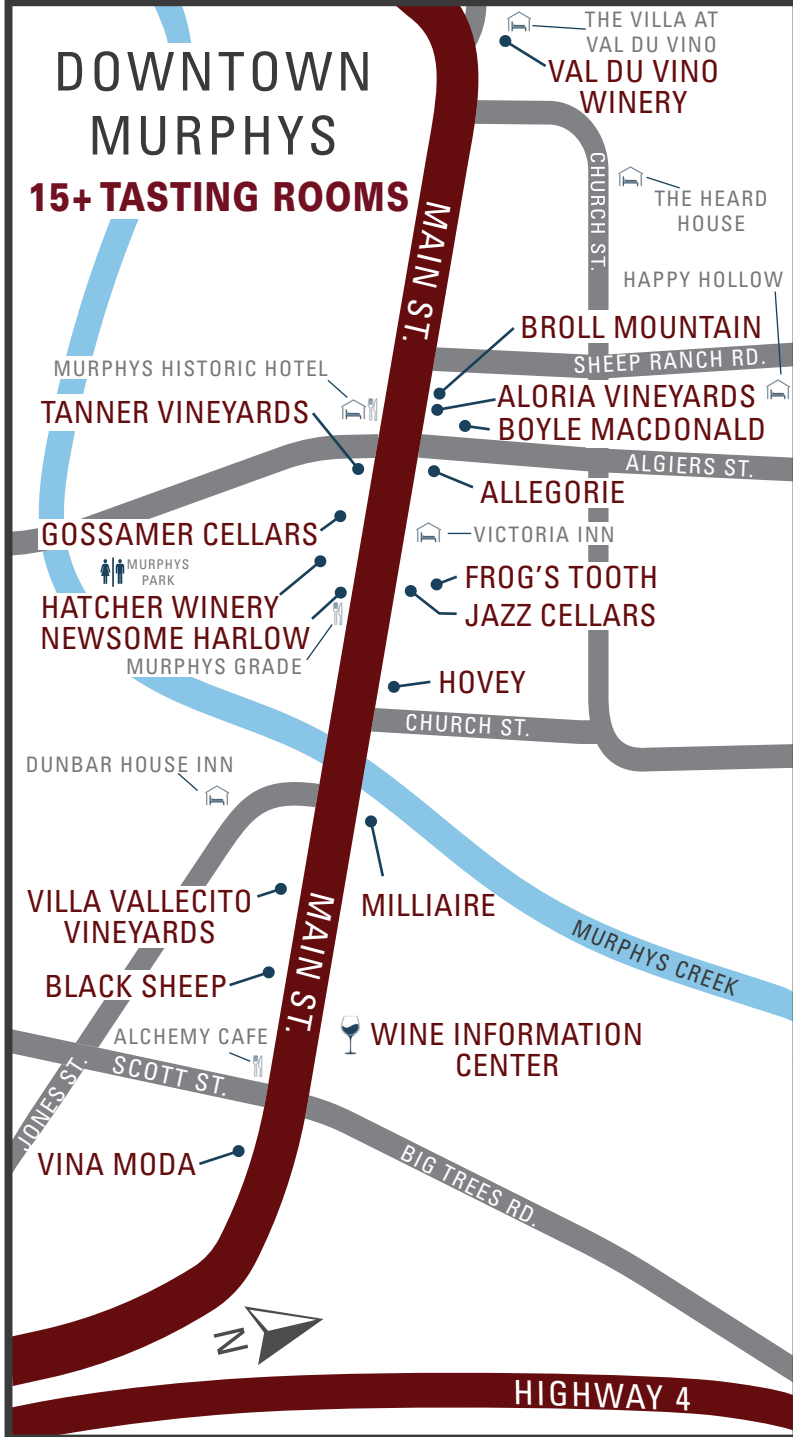 THE VILLA AT
VAL DU VINO
VAL DU VINO
WINERY
DOWNTOWN
MURPHYS
15+ TASTING ROOMS
CHURCH ST.
THE HEARD
HOUSE
MAIN ST.
HAPPY HOLLOW
BROLL MOUNTAIN
SHEEP RANCH RD.
MURPHYS HISTORIC HOTEL
ALORIA VINEYARDS
TANNER VINEYARDS
BOYLE MACDONALD
ALGIERS ST.
ALLEGORIE
GOSSAMER CELLARS
VICTORIA INN
MURPHYS
PARK
FROG'S TOOTH
HATCHER WINERY
JAZZ CELLARS
NEWSOME HARLOW
MURPHYS GRADE
HOVEY
CHURCH ST.
DUNBAR HOUSE INN
VILLA VALLECITO
VINEYARDS
MILLIAIRE
MAIN ST.
MURPHYS CREEK
BLACK SHEEP
ALCHEMY CAFE
WINE INFORMATION
CENTER
JONES ST.
SCOTT ST.
VINA MODA
BIG TREES RD.
N
HIGHWAY 4